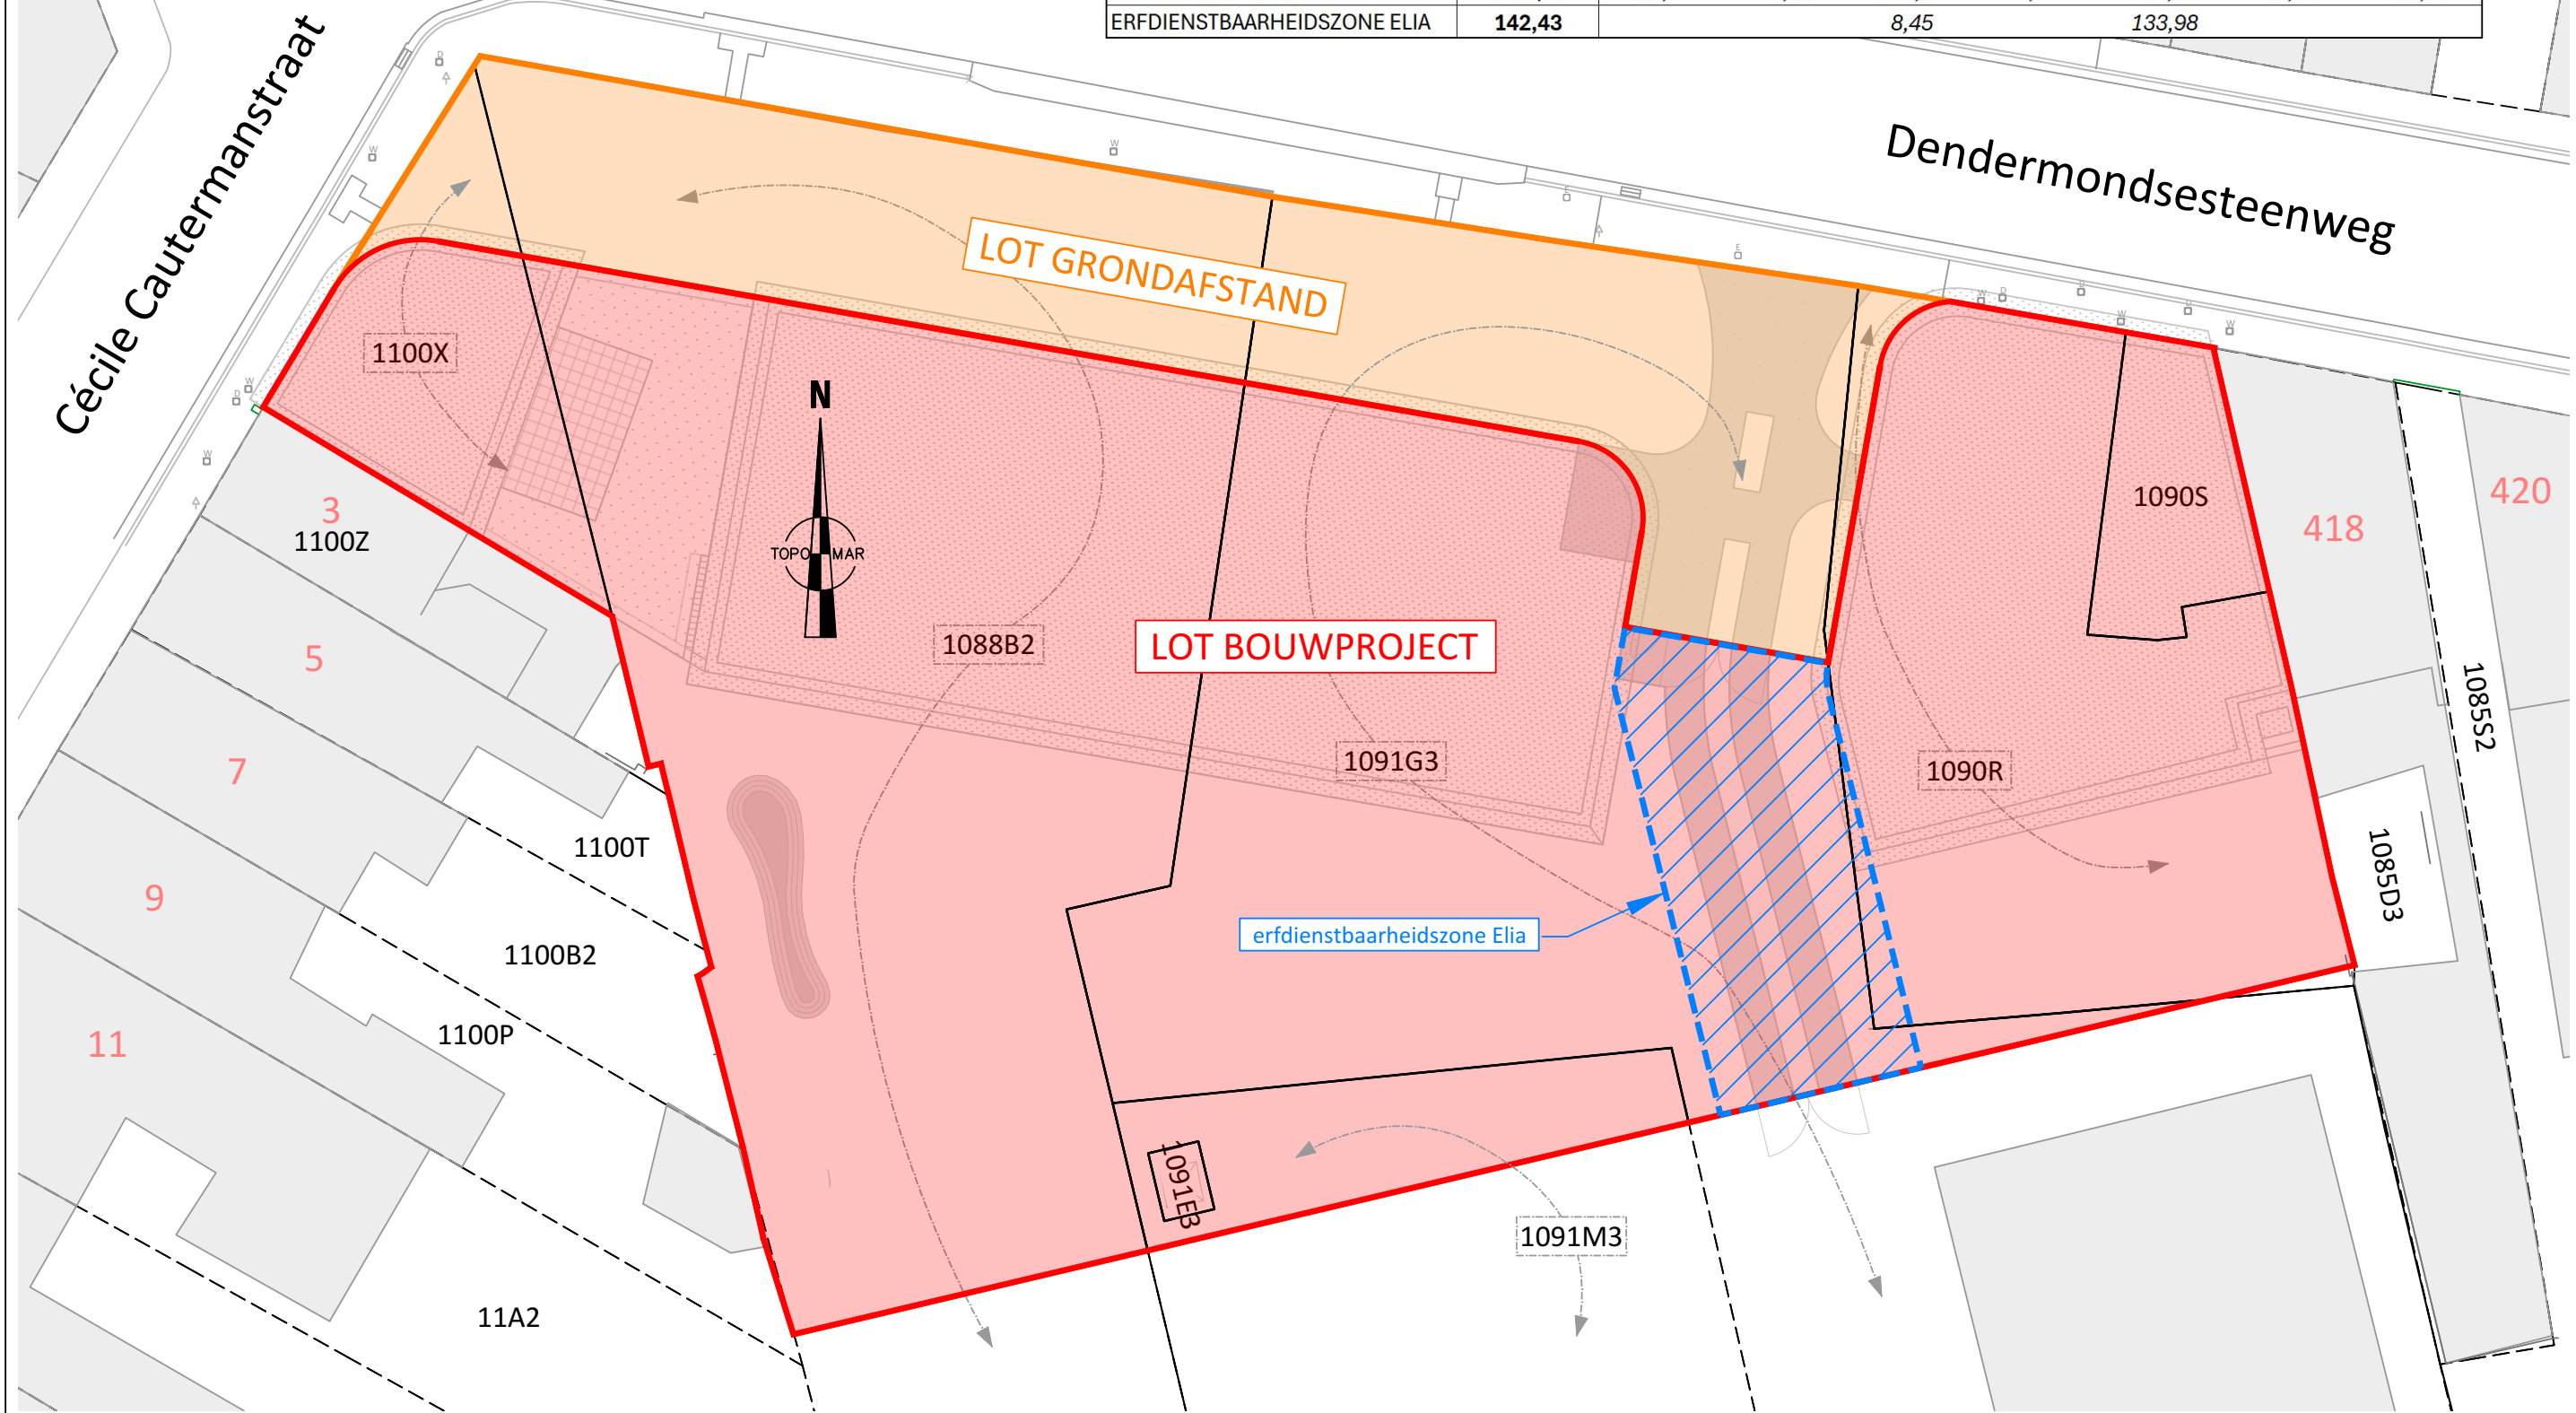 ERFDIENSTBAARHEIDSZONE ELIA 142,43 8,45 133,98
Cécile Cautermanstraat
Dendermondsesteenweg
LOT GRONDAFSTAND
1100X
N
TOPO MAR
3
1100Z
1090S
418
420
5
1088B2
LOT BOUWPROJECT
1085S2
7
1091G3
1090R
1100T
1085D3
9
erfdienstbaarheidszone Elia
1100B2
11
1100P
1091E3
1091M3
11A2
W
D
W
E
E
W
D
D
W
D
W
W
D
W